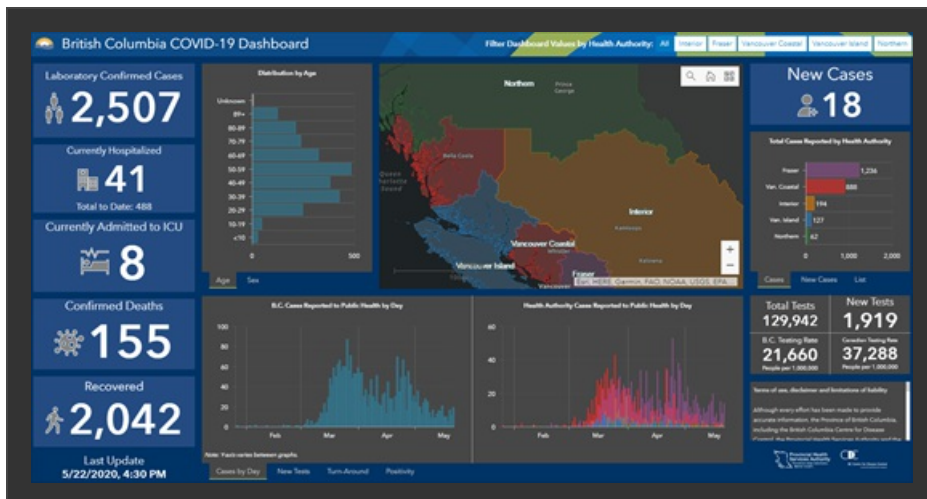 British Columbia COVID-19 Dashboard
Filter Dashboard Values by Health Authority: All Interior Fraser Vancouver Coastal Vancouver Island Northern
Laboratory Confirmed Cases
2,507
Currently Hospitalized
41
Total to Date: 488
Currently Admitted to ICU
8
Confirmed Deaths
155
Recovered
2,042
Last Update
5/22/2020, 4:30 PM
Distribution by Age
Unknown
89+
80-89
70-79
60-69
50-59
40-49
30-39
20-29
10-19
<10
0 500
Age Sex
Northern
Prince
George
Bella Coola
Queen
Charlotte
Sound
Interior
Kamloops
Vancouver Coastal
Whistler
Kelowna
Vancouver Island
Fraser
Vancouver
+
−
Esri, HERE, Garmin, FAO, NOAA, USGS, EPA
New Cases
18
Total Cases Reported by Health Authority
Fraser 1,236
Van. Coastal 888
Interior 194
Van. Island 127
Northern 62
0 1,000 2,000
Cases New Cases List
B.C. Cases Reported to Public Health by Day
100
80
60
40
20
0
Feb Mar Apr May
Health Authority Cases Reported to Public Health by Day
60
40
20
0
Feb Mar Apr May
Note: Y-axis varies between graphs.
Cases by Day New Tests Turn-Around Positivity
Total Tests
129,942
New Tests
1,919
B.C. Testing Rate
21,660
People per 1,000,000
Canadian Testing Rate
37,288
People per 1,000,000
Terms of use, disclaimer and limitations of liability
Although every effort has been made to provide
accurate information, the Province of British Columbia,
including the British Columbia Centre for Disease
Control, the Provincial Health Services Authority and the
Provincial Health
Services Authority